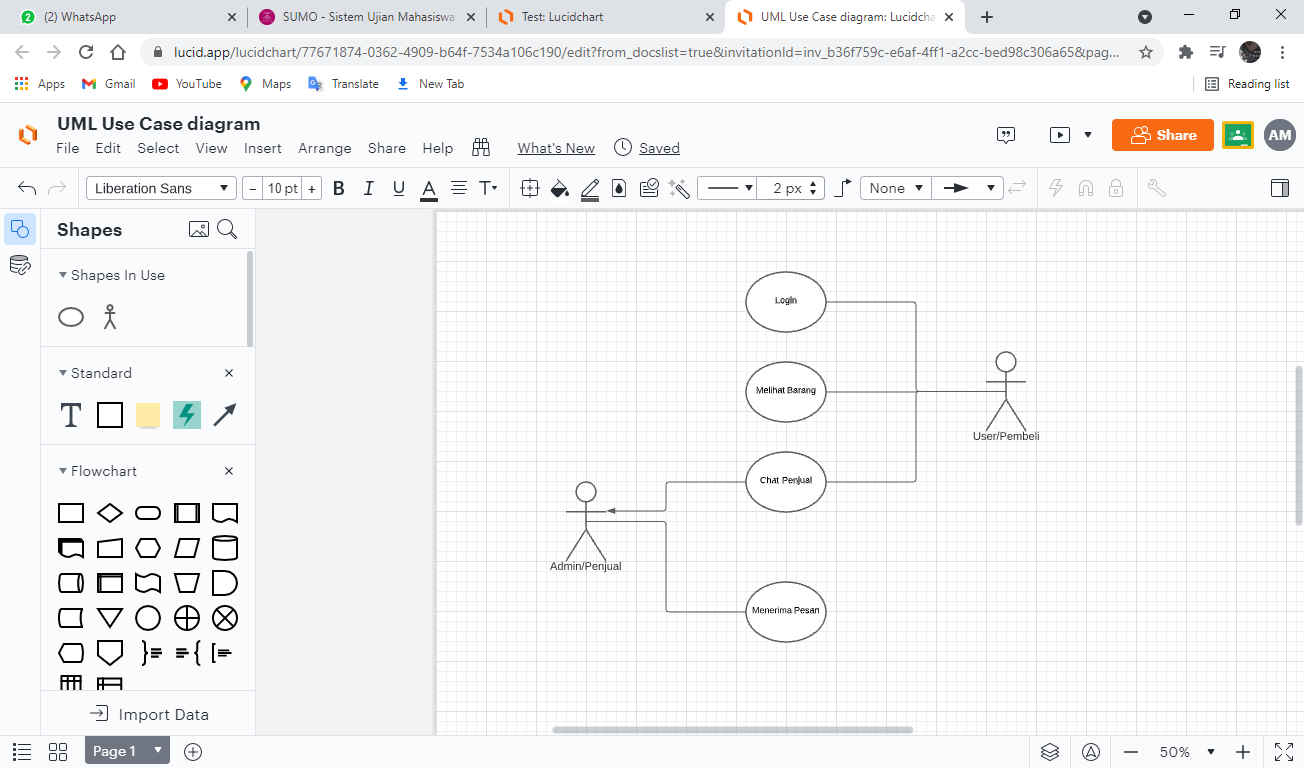 (2) WhatsApp
SUMO - Sistem Ujian Mahasiswa
Test: Lucidchart
UML Use Case diagram: Lucidcha
lucid.app/lucidchart/77671874-0362-4909-b64f-7534a106c190/edit?from_docslist=true&invitationId=inv_b36f759c-e6af-4ff1-a2cc-bed98c306a65&pag...
Apps
Gmail
YouTube
Maps
Translate
New Tab
Reading list
UML Use Case diagram
File Edit Select View Insert Arrange Share Help What's New Saved
Share
AM
Liberation Sans
- 10 pt +
B I U A T
2 px
None
Shapes
Shapes In Use
Standard
T
Flowchart
Import Data
LogIn
Melihat Barang
User/Pembeli
Chat Penjual
Admin/Penjual
Menerima Pesan
Page 1
50%